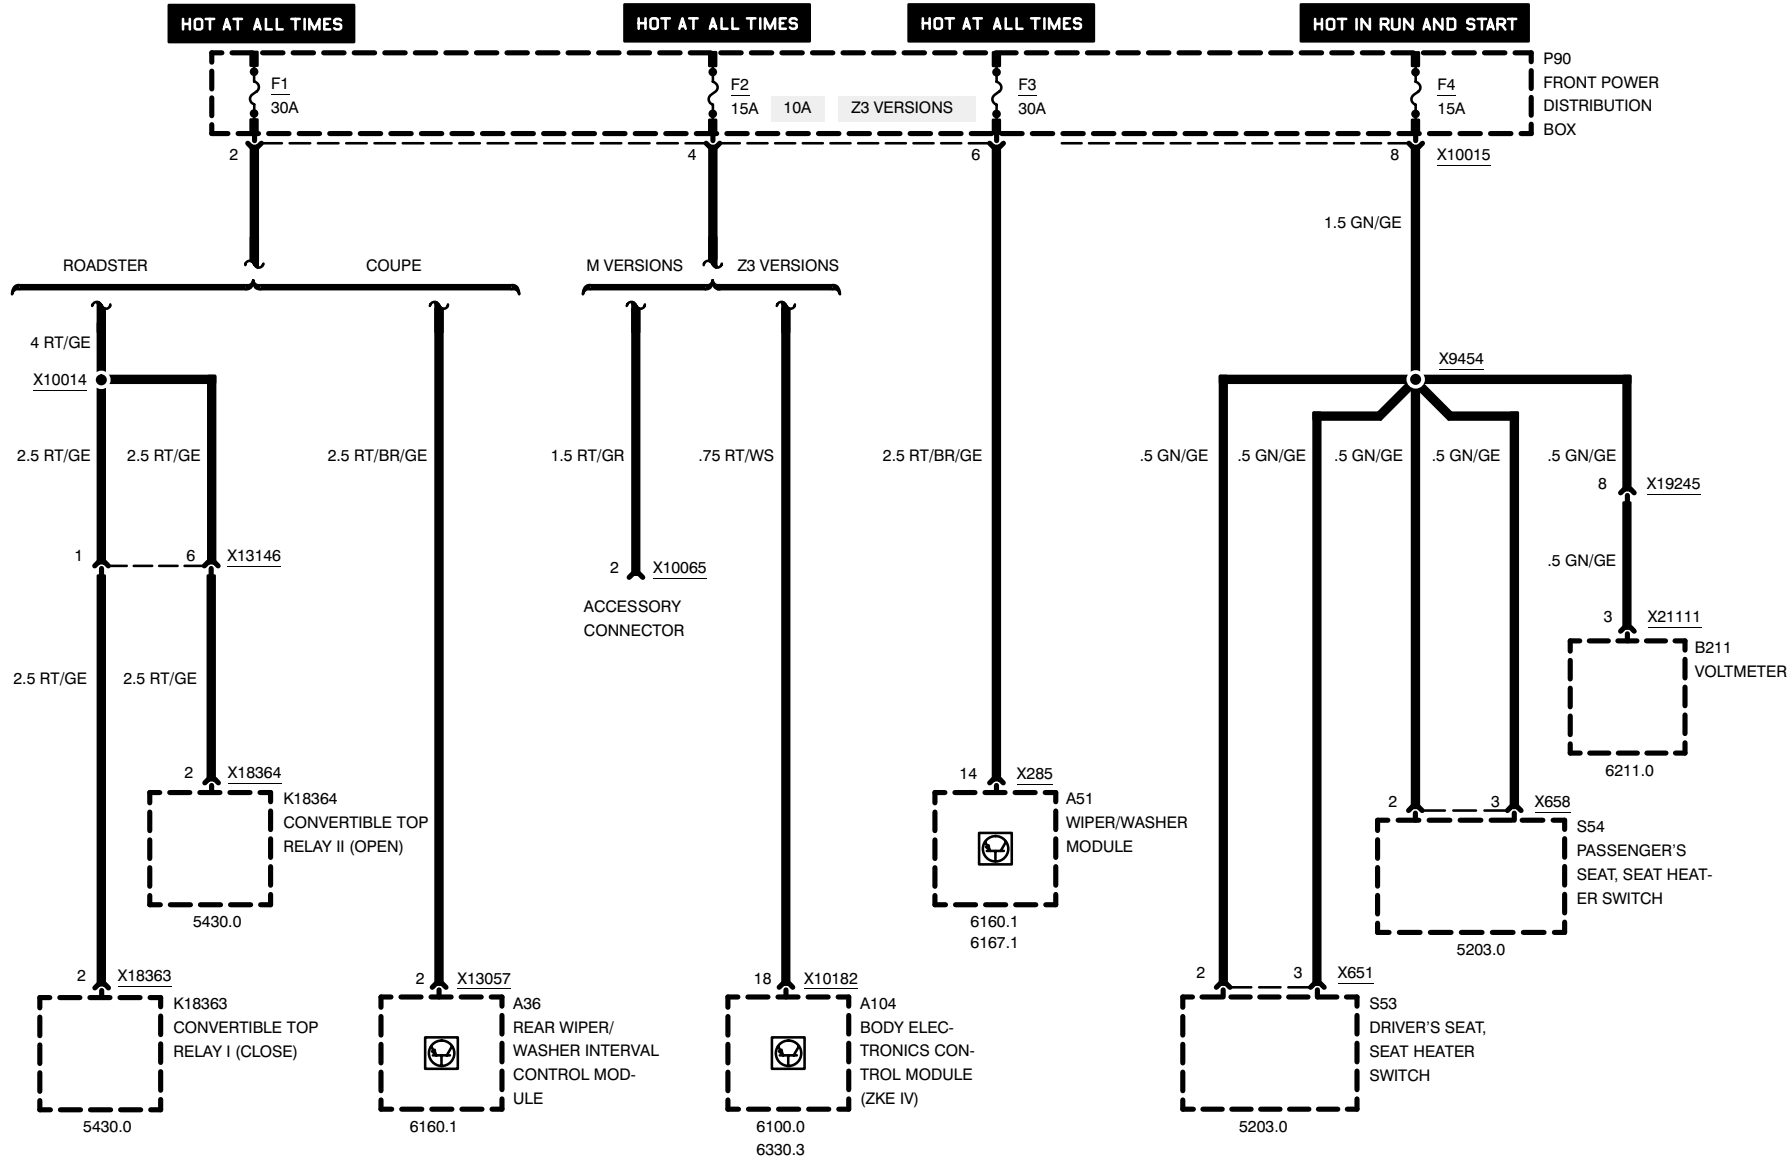 HOT AT ALL TIMES
HOT AT ALL TIMES
HOT AT ALL TIMES
HOT IN RUN AND START
F1
30A
F2
15A
10A
Z3 VERSIONS
F3
30A
F4
15A
P90
FRONT POWER
DISTRIBUTION
BOX
2
4
6
8
X10015
1.5 GN/GE
ROADSTER
COUPE
M VERSIONS
Z3 VERSIONS
4 RT/GE
X10014
X9454
2.5 RT/GE
2.5 RT/GE
2.5 RT/BR/GE
1.5 RT/GR
.75 RT/WS
2.5 RT/BR/GE
.5 GN/GE
.5 GN/GE
.5 GN/GE
.5 GN/GE
.5 GN/GE
8
X19245
1
6
X13146
2
X10065
ACCESSORY
CONNECTOR
.5 GN/GE
3
X21111
B211
VOLTMETER
6211.0
2.5 RT/GE
2.5 RT/GE
2
X18364
K18364
CONVERTIBLE TOP
RELAY II (OPEN)
5430.0
14
X285
A51
WIPER/WASHER
MODULE
6160.1
6167.1
2
3
X658
S54
PASSENGER'S
SEAT, SEAT HEAT-
ER SWITCH
5203.0
2
X18363
K18363
CONVERTIBLE TOP
RELAY I (CLOSE)
5430.0
2
X13057
A36
REAR WIPER/
WASHER INTERVAL
CONTROL MOD-
ULE
6160.1
18
X10182
A104
BODY ELEC-
TRONICS CON-
TROL MODULE
(ZKE IV)
6100.0
6330.3
2
3
X651
S53
DRIVER'S SEAT,
SEAT HEATER
SWITCH
5203.0